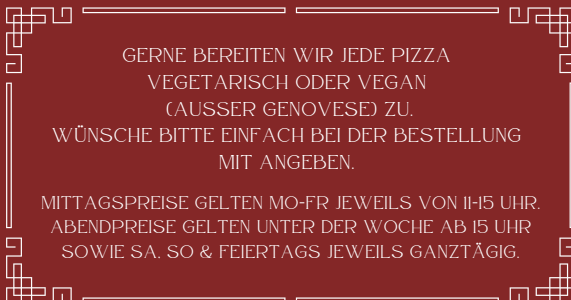 GERNE BEREITEN WIR JEDE PIZZA
VEGETARISCH ODER VEGAN
(AUSSER GENOVESE) ZU.
WÜNSCHE BITTE EINFACH BEI DER BESTELLUNG
MIT ANGEBEN.
MITTAGSPREISE GELTEN MO-FR JEWEILS VON 11-15 UHR.
ABENDPREISE GELTEN UNTER DER WOCHE AB 15 UHR
SOWIE SA, SO & FEIERTAGS JEWEILS GANZTÄGIG.